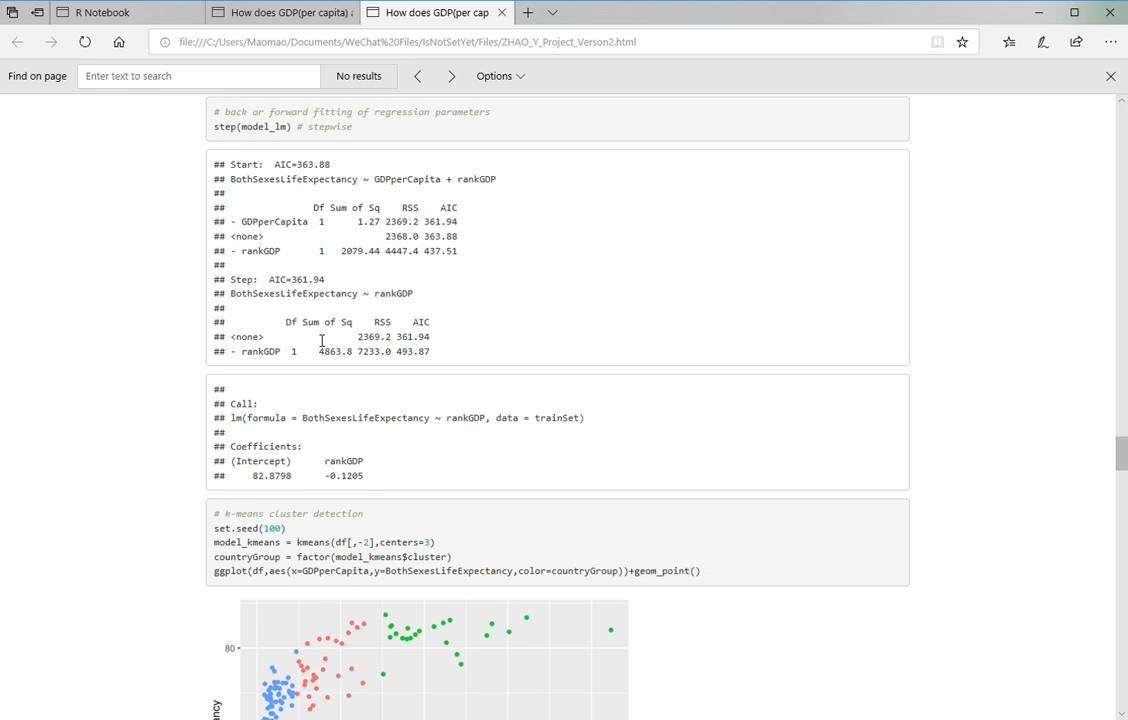 R Notebook
How does GDP(per capita) a
How does GDP(per cap
file:///C:/Users/Maomao/Documents/WeChat%20Files/IsNotSetYet/Files/ZHAO_Y_Project_Verson2.html
Find on page
Enter text to search
No results
Options
# back or forward fitting of regression parameters
step(model_lm) # stepwise
## Start:  AIC=363.88
## BothSexesLifeExpectancy ~ GDPperCapita + rankGDP
##
##                Df Sum of Sq    RSS    AIC
## - GDPperCapita  1      1.27 2369.2 361.94
## <none>                      2368.0 363.88
## - rankGDP       1   2079.44 4447.4 437.51
##
## Step:  AIC=361.94
## BothSexesLifeExpectancy ~ rankGDP
##
##           Df Sum of Sq    RSS    AIC
## <none>                 2369.2 361.94
## - rankGDP  1    4863.8 7233.0 493.87
##
## Call:
## lm(formula = BothSexesLifeExpectancy ~ rankGDP, data = trainSet)
##
## Coefficients:
## (Intercept)      rankGDP
##     82.8798      -0.1205
# k-means cluster detection
set.seed(100)
model_kmeans = kmeans(df[,-2],centers=3)
countryGroup = factor(model_kmeans$cluster)
ggplot(df,aes(x=GDPperCapita,y=BothSexesLifeExpectancy,color=countryGroup))+geom_point()
80
ncy